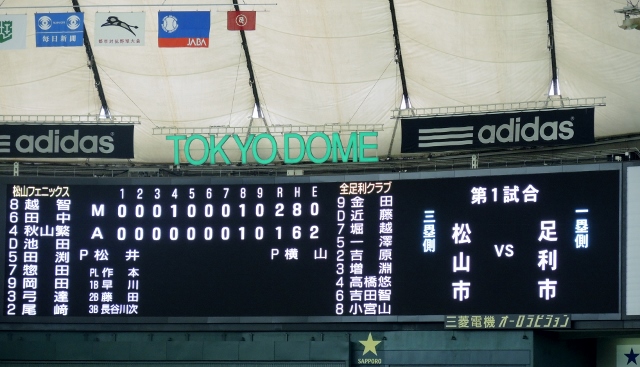 毎日新聞
JABA
adidas
TOKYO DOME
adidas
松山フェニックス
8 越智
6 田中
4 秋山繁
D 池田
5 田渕
7 惣田
9 岡田
3 弓達
2 尾崎
1 2 3 4 5 6 7 8 9 R H E
M 0 0 0 1 0 0 0 1 0 2 8 0
A 0 0 0 0 0 0 0 1 0 1 6 2
P 松井 P 横山
PL 作本
1B 早川
2B 藤田
3B 長谷川次
全足利クラブ
9 金田
D 近藤
7 堀越
5 一澤
2 吉原
3 増淵
4 高橋悠
6 吉田智
8 小宮山
第1試合
三塁側
松山市
VS
足利市
一塁側
三菱電機 オーロラビジョン
SAPPORO